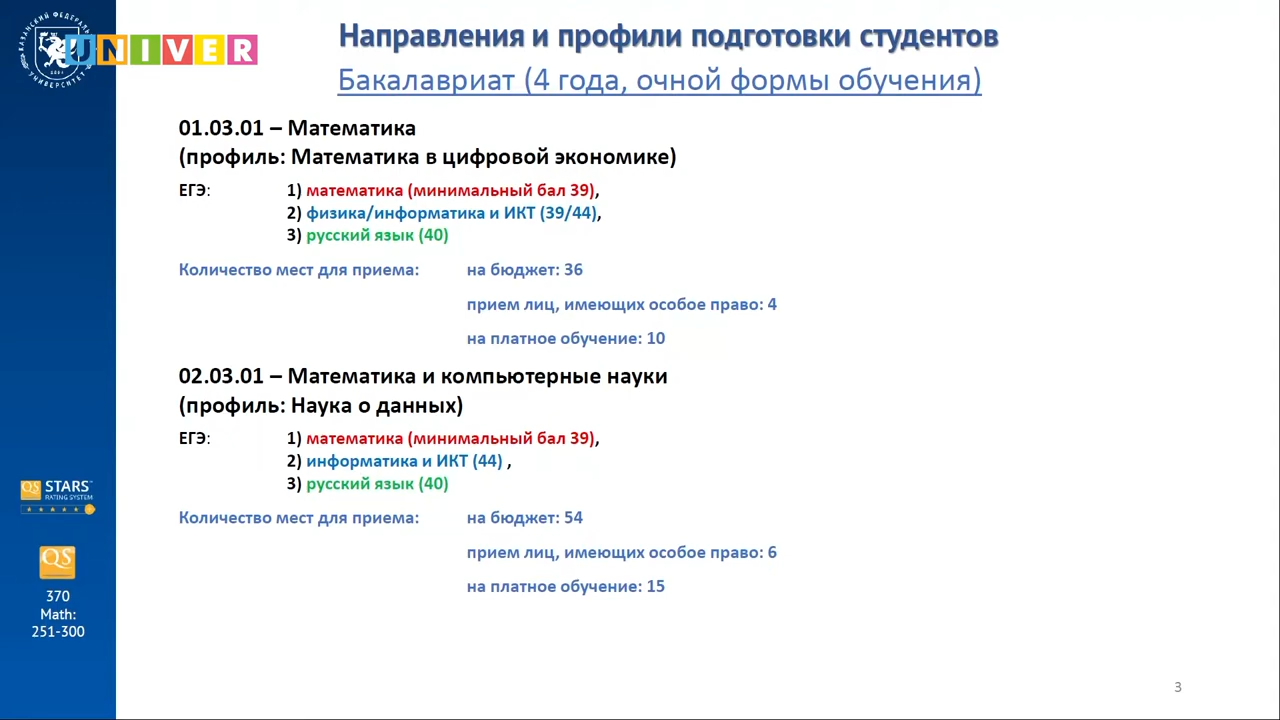 КАЗАНСКИЙ ФЕДЕРАЛЬНЫЙ УНИВЕРСИТЕТ
UNIVER
Направления и профили подготовки студентов
Бакалавриат (4 года, очной формы обучения)
01.03.01 – Математика
(профиль: Математика в цифровой экономике)
ЕГЭ: 1) математика (минимальный бал 39),
2) физика/информатика и ИКТ (39/44),
3) русский язык (40)
Количество мест для приема: на бюджет: 36
прием лиц, имеющих особое право: 4
на платное обучение: 10
02.03.01 – Математика и компьютерные науки
(профиль: Наука о данных)
ЕГЭ: 1) математика (минимальный бал 39),
2) информатика и ИКТ (44) ,
3) русский язык (40)
Количество мест для приема: на бюджет: 54
прием лиц, имеющих особое право: 6
на платное обучение: 15
QS STARS
RATING SYSTEM
QS
370
Math:
251-300
3